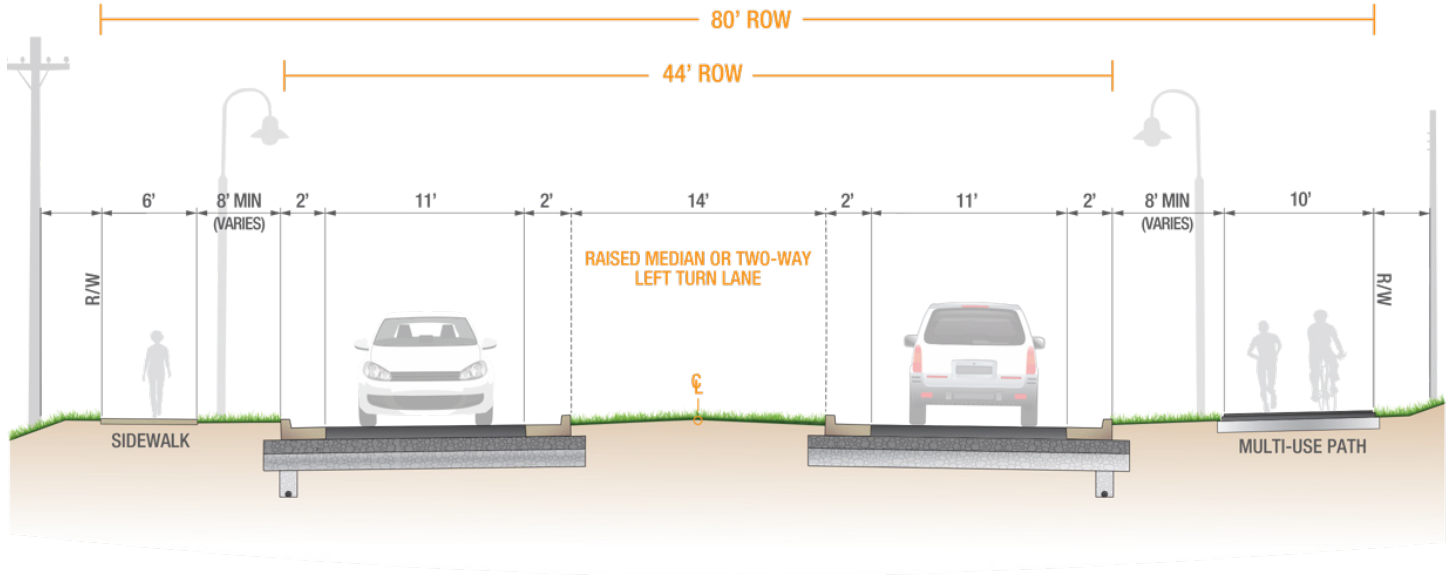 80’ ROW
44’ ROW
6’
8’ MIN
(VARIES)
2’
11’
2’
14’
2’
11’
2’
8’ MIN
(VARIES)
10’
R/W
RAISED MEDIAN OR TWO-WAY
LEFT TURN LANE
R/W
CL
SIDEWALK
MULTI-USE PATH